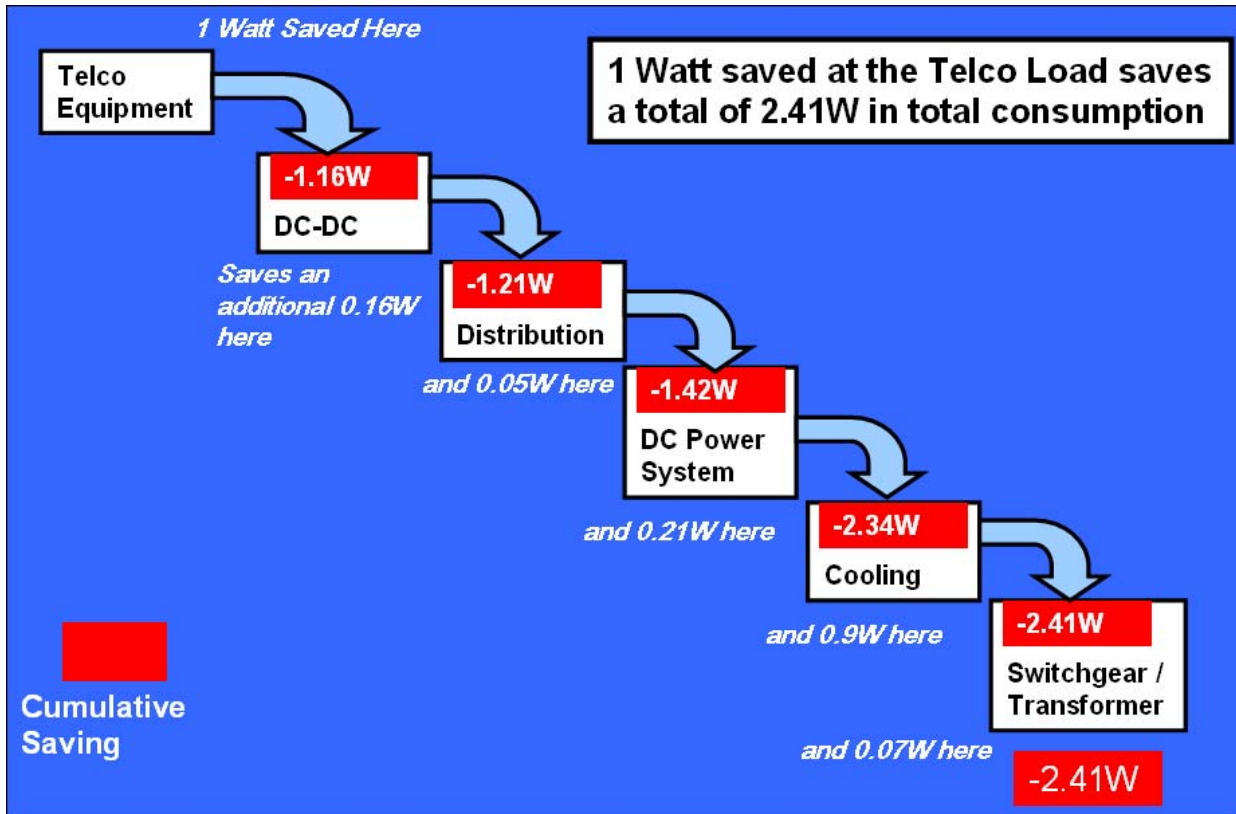 1 Watt Saved Here
Telco
Equipment
1 Watt saved at the Telco Load saves
a total of 2.41W in total consumption
-1.16W
DC-DC
Saves an
additional 0.16W
here
-1.21W
Distribution
and 0.05W here
-1.42W
DC Power
System
and 0.21W here
-2.34W
Cooling
and 0.9W here
-2.41W
Switchgear /
Transformer
and 0.07W here
-2.41W
Cumulative
Saving